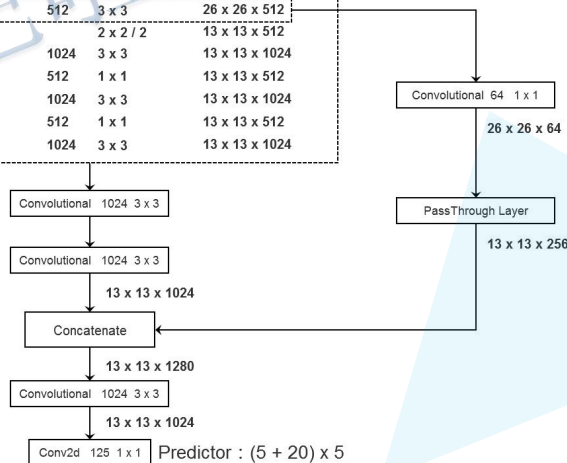 512 3 x 3 26 x 26 x 512
2 x 2 / 2 13 x 13 x 512
1024 3 x 3 13 x 13 x 1024
512 1 x 1 13 x 13 x 512
1024 3 x 3 13 x 13 x 1024
512 1 x 1 13 x 13 x 512
1024 3 x 3 13 x 13 x 1024
Convolutional 64 1 x 1
26 x 26 x 64
PassThrough Layer
13 x 13 x 256
Convolutional 1024 3 x 3
Convolutional 1024 3 x 3
13 x 13 x 1024
Concatenate
13 x 13 x 1280
Convolutional 1024 3 x 3
13 x 13 x 1024
Conv2d 125 1 x 1
Predictor : (5 + 20) x 5